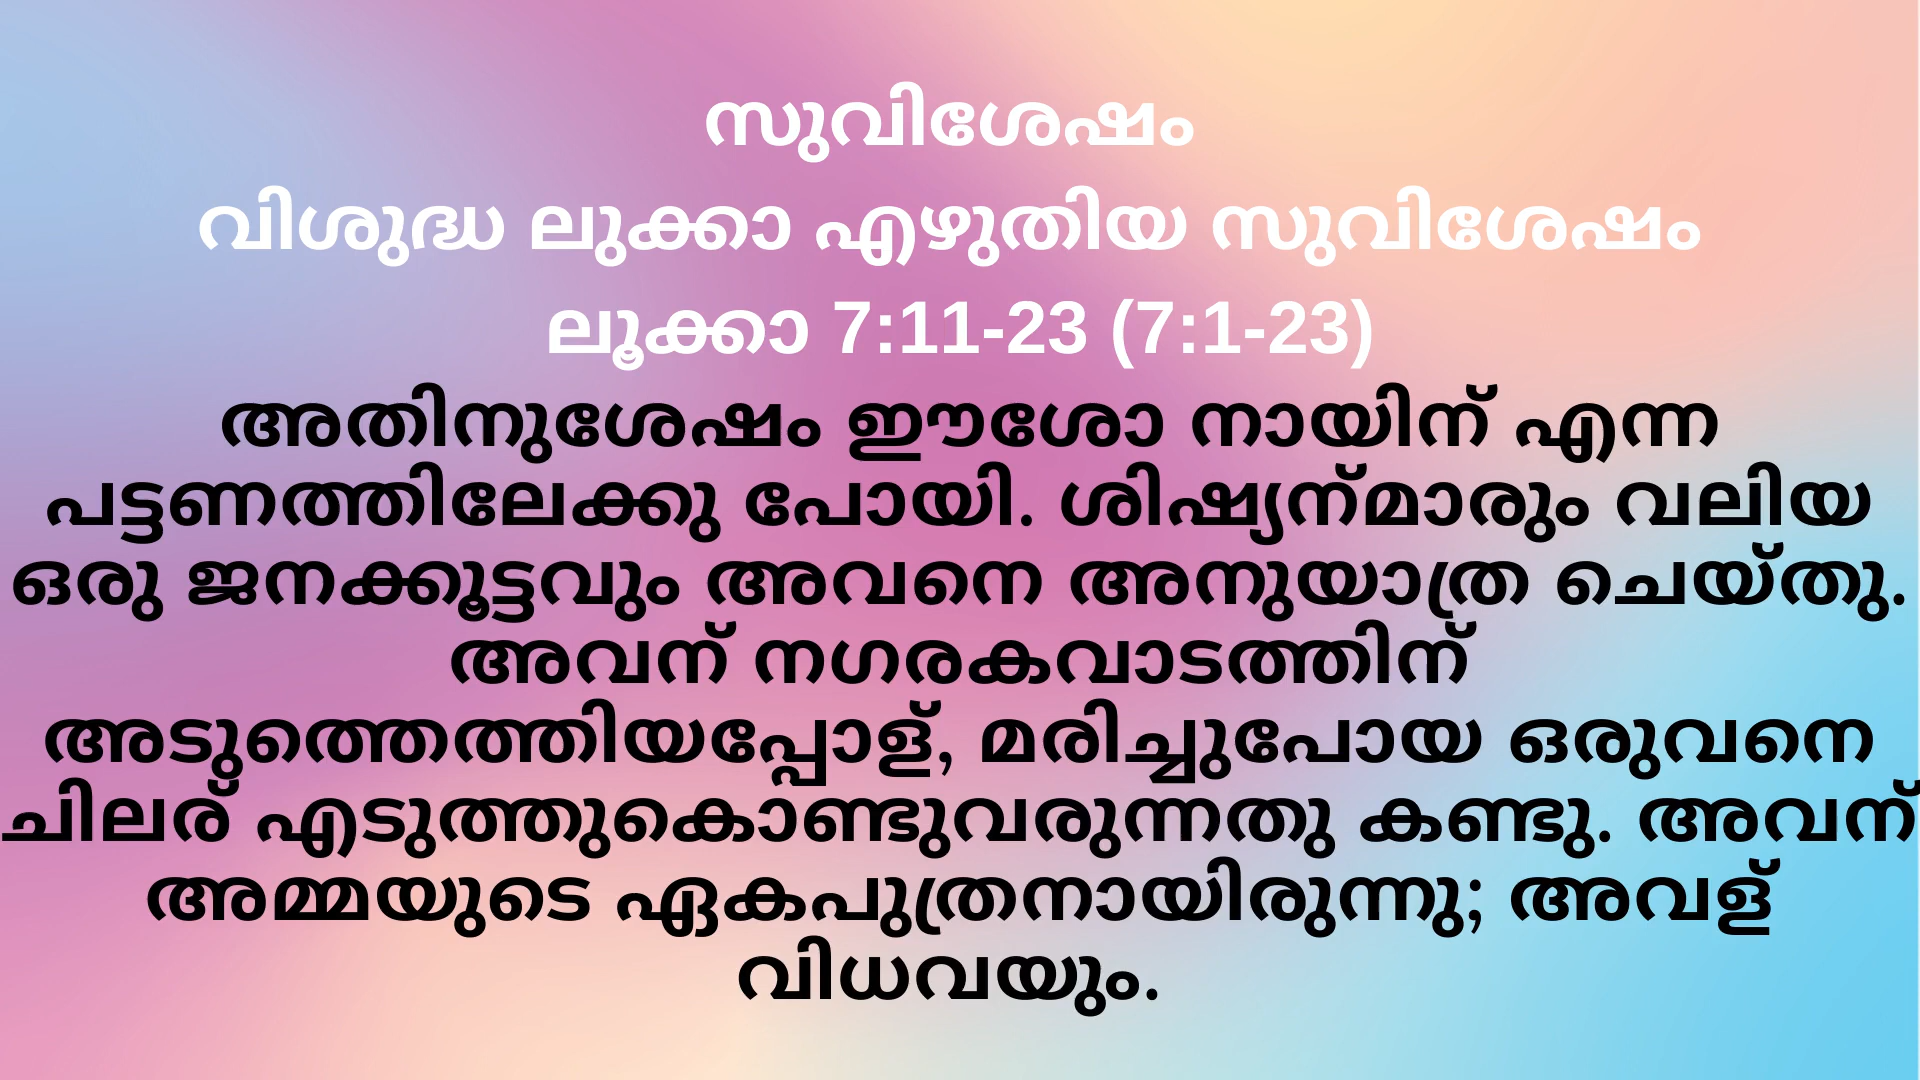 സുവിശേഷം
വിശുദ്ധ ലുക്കാ എഴുതിയ സുവിശേഷം
ലൂക്കാ 7:11-23 (7:1-23)
അതിനുശേഷം ഈശോ നായിന് എന്ന
പട്ടണത്തിലേക്കു പോയി. ശിഷ്യന്‌മാരും വലിയ
ഒരു ജനക്കൂട്ടവും അവനെ അനുയാത്ര ചെയ്തു.
അവന് നഗരകവാടത്തിന്
അടുത്തെത്തിയപ്പോള്, മരിച്ചുപോയ ഒരുവനെ
ചിലര് എടുത്തുകൊണ്ടുവരുന്നതു കണ്ടു. അവന്
അമ്മയുടെ ഏകപുത്രനായിരുന്നു; അവള്
വിധവയും.